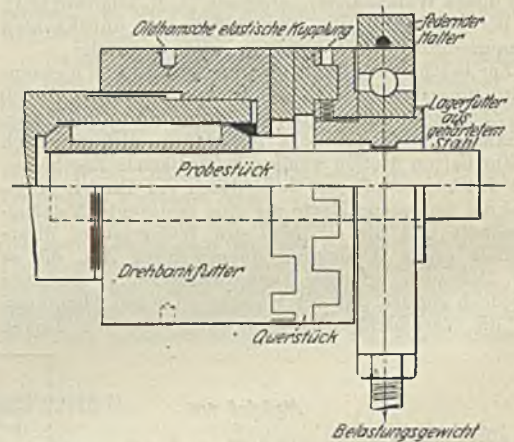 Oldhamsche elastische Kupplung
federnder
Halter
Lagerfutter
aus
gehärtetem
Stahl
Probestück
Drehbankfutter
Querstück
Belastungsgewicht